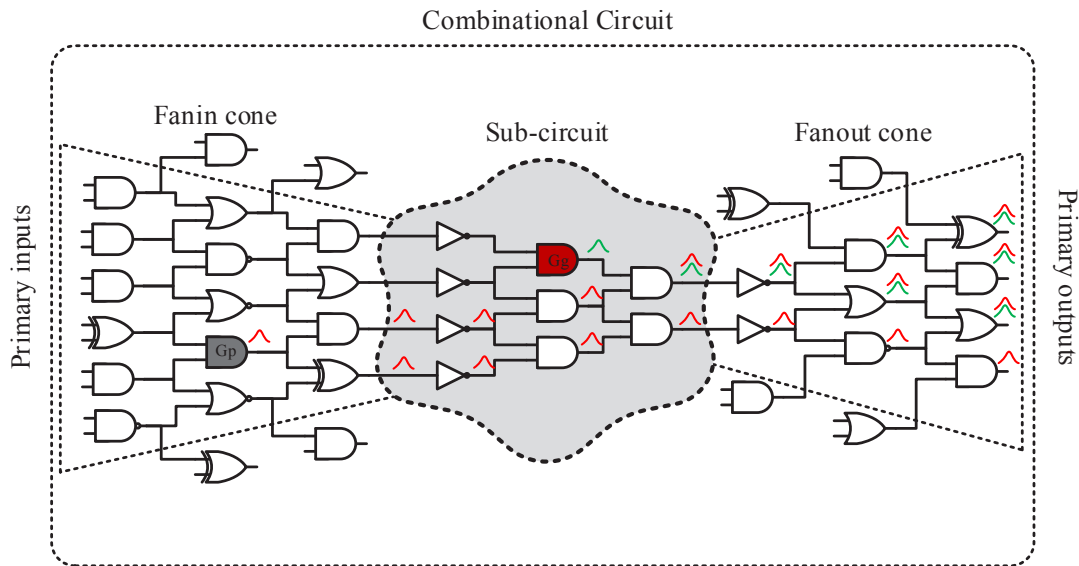 Combinational Circuit
Fanin cone
Sub-circuit
Fanout cone
Primary inputs
Primary outputs
Gg
Gp